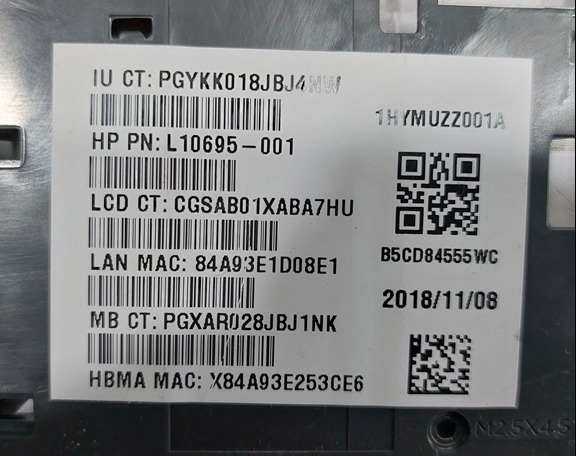 IU CT: PGYKK018JBJ4NW
1HYMUZZ001A
HP PN: L10695-001
LCD CT: CGSAB01XABA7HU
B5CD84555WC
LAN MAC: 84A93E1D08E1
2018/11/08
MB CT: PGXAR028JBJ1NK
HBMA MAC: X84A93E253CE6
M2.5X4.5